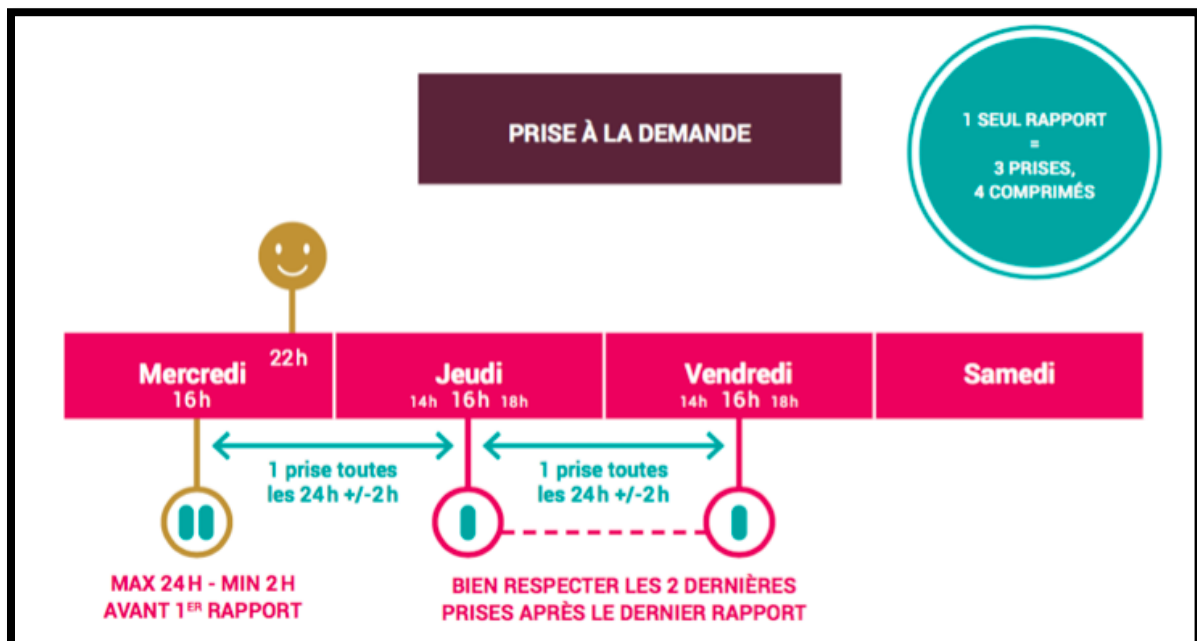 PRISE À LA DEMANDE
1 SEUL RAPPORT
=
3 PRISES,
4 COMPRIMÉS
22h
Mercredi
16h
Jeudi
14h 16h 18h
Vendredi
14h 16h 18h
Samedi
1 prise toutes
les 24h +/-2h
1 prise toutes
les 24h +/-2h
MAX 24H - MIN 2H
AVANT 1ER RAPPORT
BIEN RESPECTER LES 2 DERNIÈRES
PRISES APRÈS LE DERNIER RAPPORT